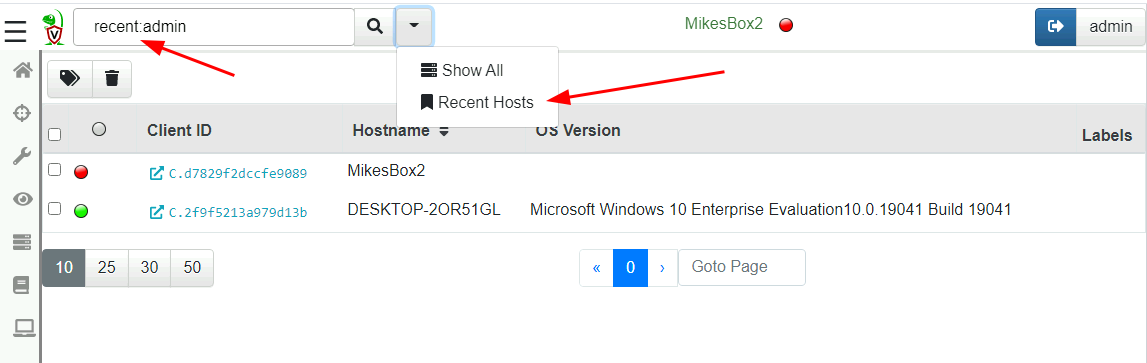 recent:admin
MikesBox2
admin
Show All
Recent Hosts
Client ID Hostname OS Version Labels
C.d7829f2dccfe9089 MikesBox2
C.2f9f5213a979d13b DESKTOP-2OR51GL Microsoft Windows 10 Enterprise Evaluation10.0.19041 Build 19041
10 25 30 50 « 0 › Goto Page